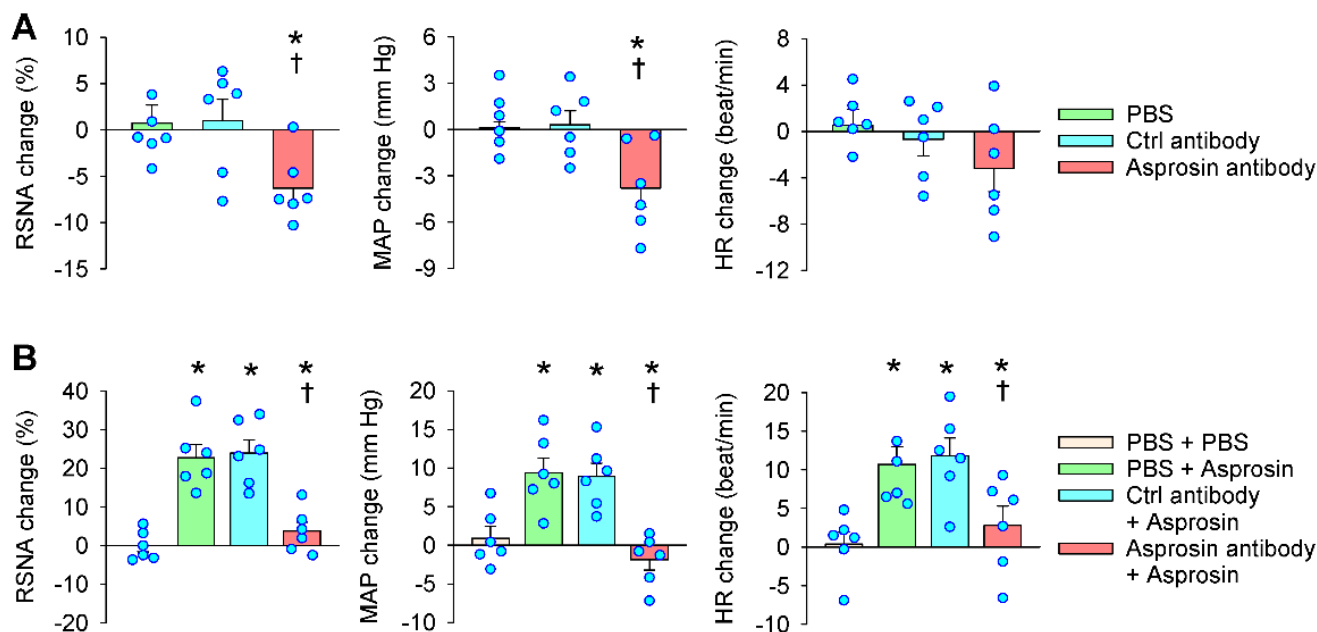 A
RSNA change (%)
10
5
0
-5
-10
-15
*
†
MAP change (mm Hg)
6
3
0
-3
-6
-9
*
†
HR change (beat/min)
8
4
0
-4
-8
-12
PBS
Ctrl antibody
Asprosin antibody
B
RSNA change (%)
40
30
20
10
0
-10
-20
* * *
†
MAP change (mm Hg)
20
15
10
5
0
-5
-10
* * *
†
HR change (beat/min)
20
15
10
5
0
-5
-10
* * *
†
PBS + PBS
PBS + Asprosin
Ctrl antibody
+ Asprosin
Asprosin antibody
+ Asprosin